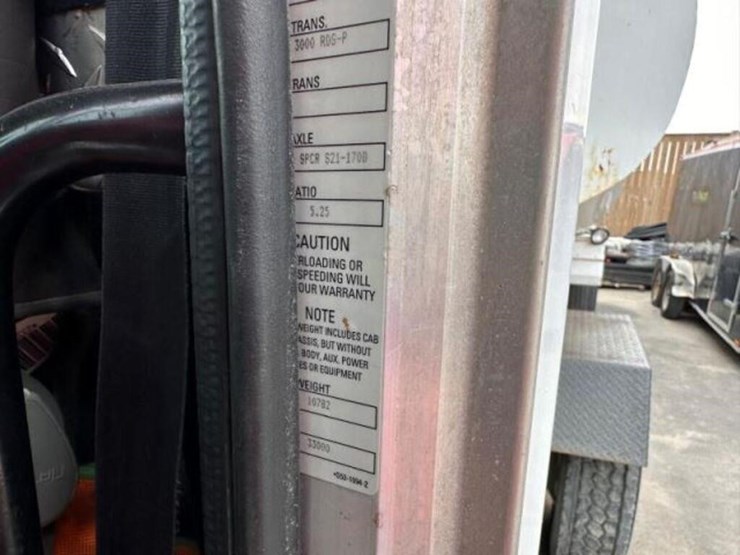 TRANS.
3000 RDS-P
RANS
AXLE
SPCR S21-170D
ATIO
5.25
CAUTION
RLOADING OR
SPEEDING WILL
OUR WARRANTY
NOTE
WEIGHT INCLUDES CAB
ASSIS, BUT WITHOUT
BODY, AUX. POWER
ES OR EQUIPMENT
WEIGHT
10782
33000